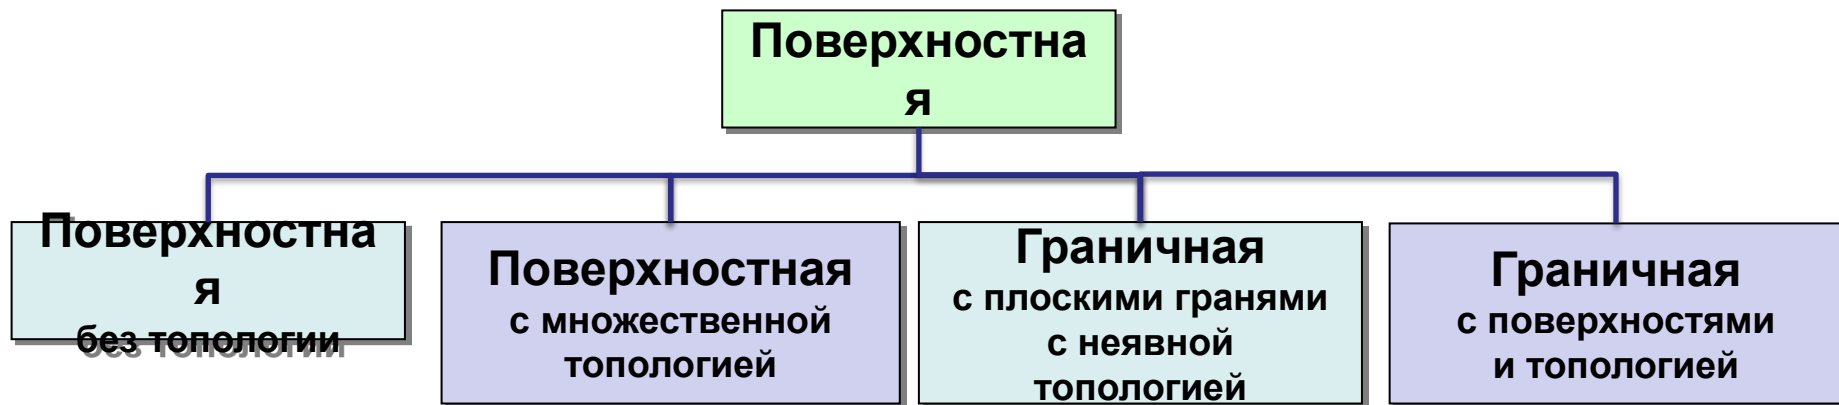 Поверхностна
я
Поверхностна
я
без топологии
Поверхностная
с множественной
топологией
Граничная
с плоскими гранями
с неявной
топологией
Граничная
с поверхностями
и топологией